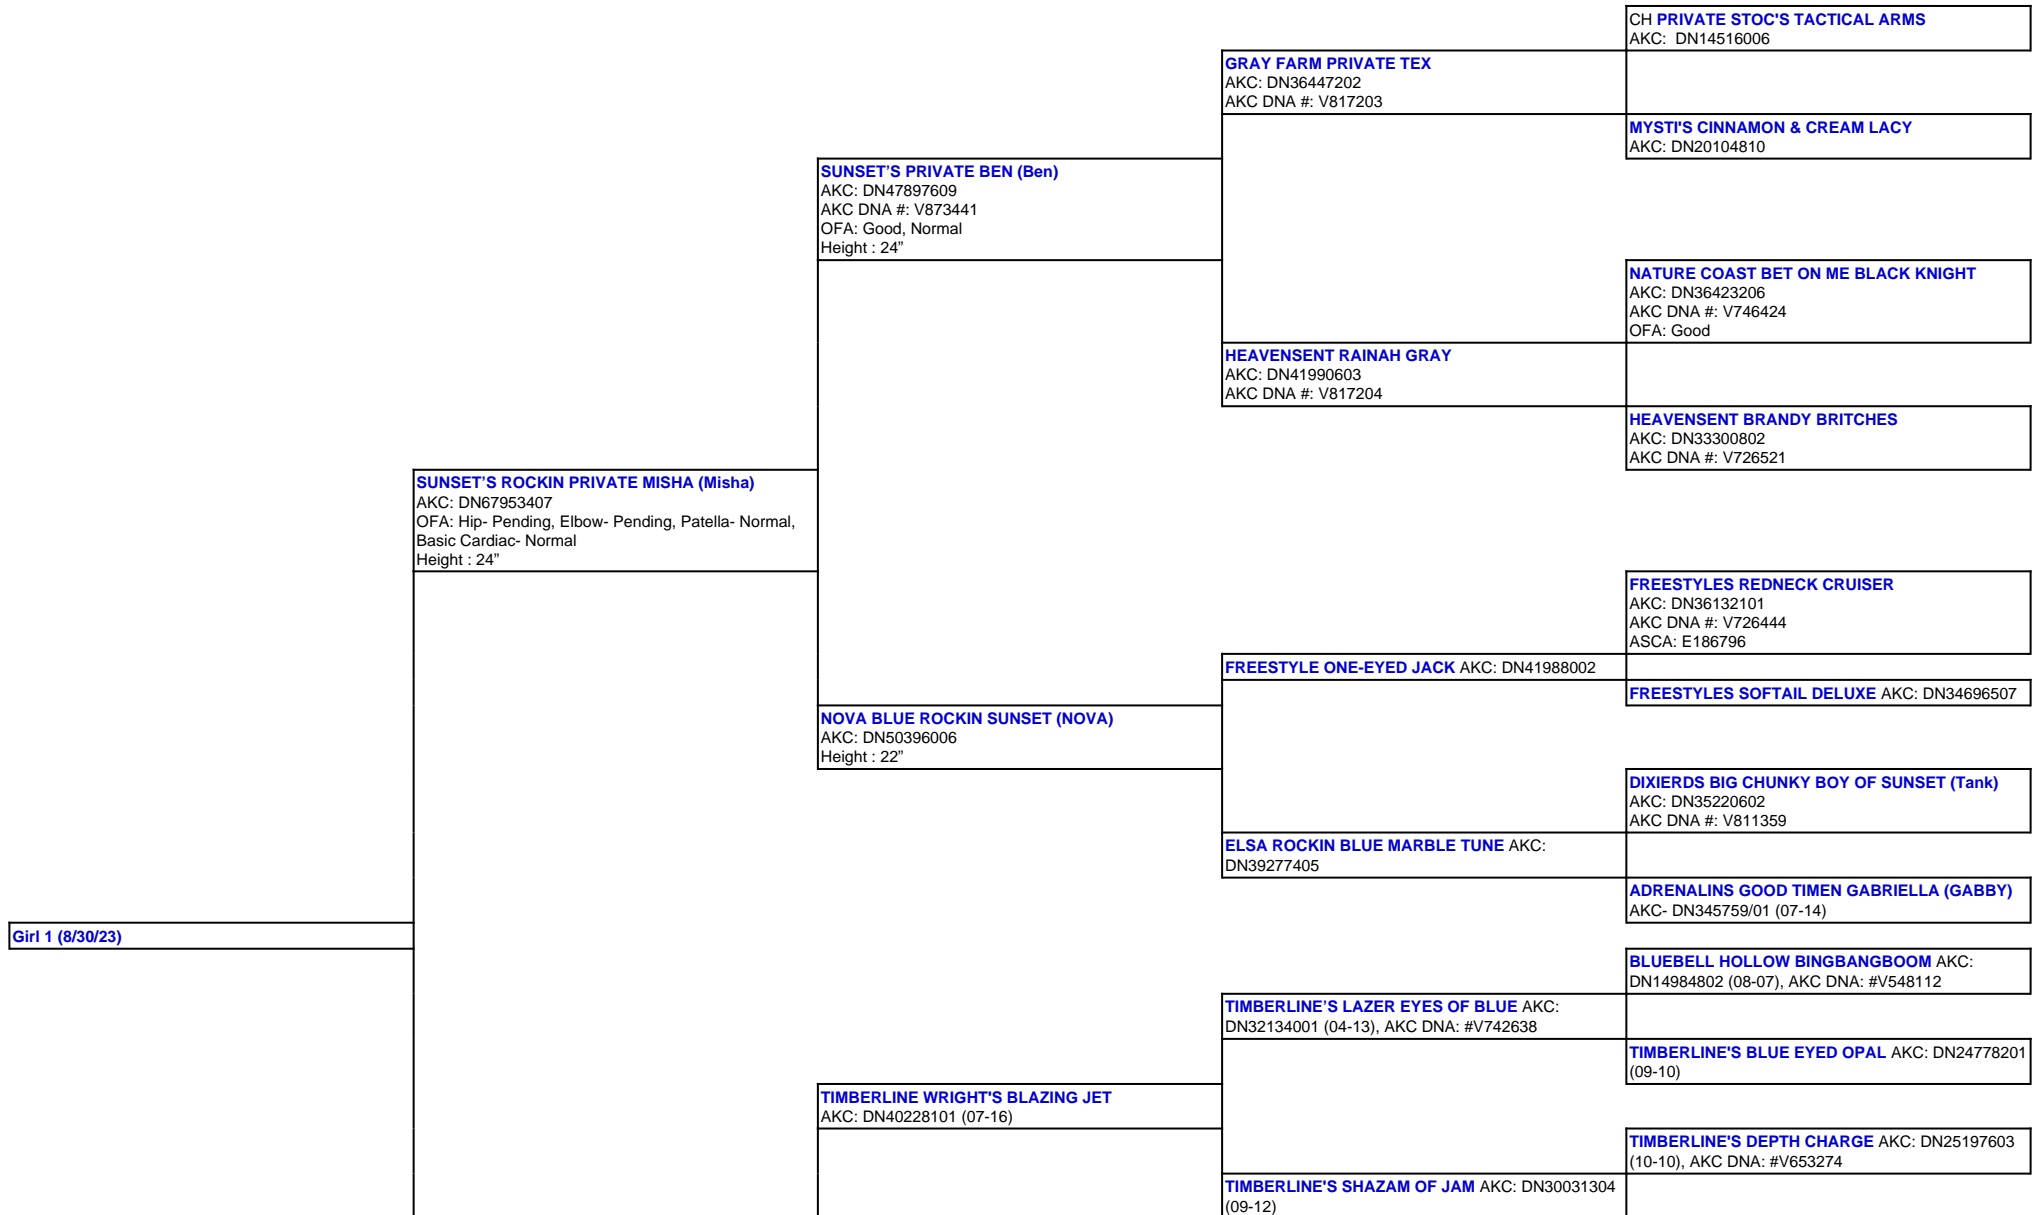 CH PRIVATE STOC'S TACTICAL ARMS
AKC:  DN14516006
GRAY FARM PRIVATE TEX
AKC: DN36447202
AKC DNA #: V817203
MYSTI'S CINNAMON & CREAM LACY
AKC: DN20104810
SUNSET’S PRIVATE BEN (Ben)
AKC: DN47897609
AKC DNA #: V873441
OFA: Good, Normal
Height : 24”
NATURE COAST BET ON ME BLACK KNIGHT
AKC: DN36423206
AKC DNA #: V746424
OFA: Good
HEAVENSENT RAINAH GRAY
AKC: DN41990603
AKC DNA #: V817204
HEAVENSENT BRANDY BRITCHES
AKC: DN33300802
AKC DNA #: V726521
SUNSET’S ROCKIN PRIVATE MISHA (Misha)
AKC: DN67953407
OFA: Hip- Pending, Elbow- Pending, Patella- Normal,
Basic Cardiac- Normal
Height : 24”
FREESTYLES REDNECK CRUISER
AKC: DN36132101
AKC DNA #: V726444
ASCA: E186796
FREESTYLE ONE-EYED JACK AKC: DN41988002
FREESTYLES SOFTAIL DELUXE AKC: DN34696507
NOVA BLUE ROCKIN SUNSET (NOVA)
AKC: DN50396006
Height : 22”
DIXIERDS BIG CHUNKY BOY OF SUNSET (Tank)
AKC: DN35220602
AKC DNA #: V811359
ELSA ROCKIN BLUE MARBLE TUNE AKC:
DN39277405
ADRENALINS GOOD TIMEN GABRIELLA (GABBY)
AKC- DN345759/01 (07-14)
Girl 1 (8/30/23)
BLUEBELL HOLLOW BINGBANGBOOM AKC:
DN14984802 (08-07), AKC DNA: #V548112
TIMBERLINE’S LAZER EYES OF BLUE AKC:
DN32134001 (04-13), AKC DNA: #V742638
TIMBERLINE'S BLUE EYED OPAL AKC: DN24778201
(09-10)
TIMBERLINE WRIGHT'S BLAZING JET
AKC: DN40228101 (07-16)
TIMBERLINE'S DEPTH CHARGE AKC: DN25197603
(10-10), AKC DNA: #V653274
TIMBERLINE'S SHAZAM OF JAM AKC: DN30031304
(09-12)